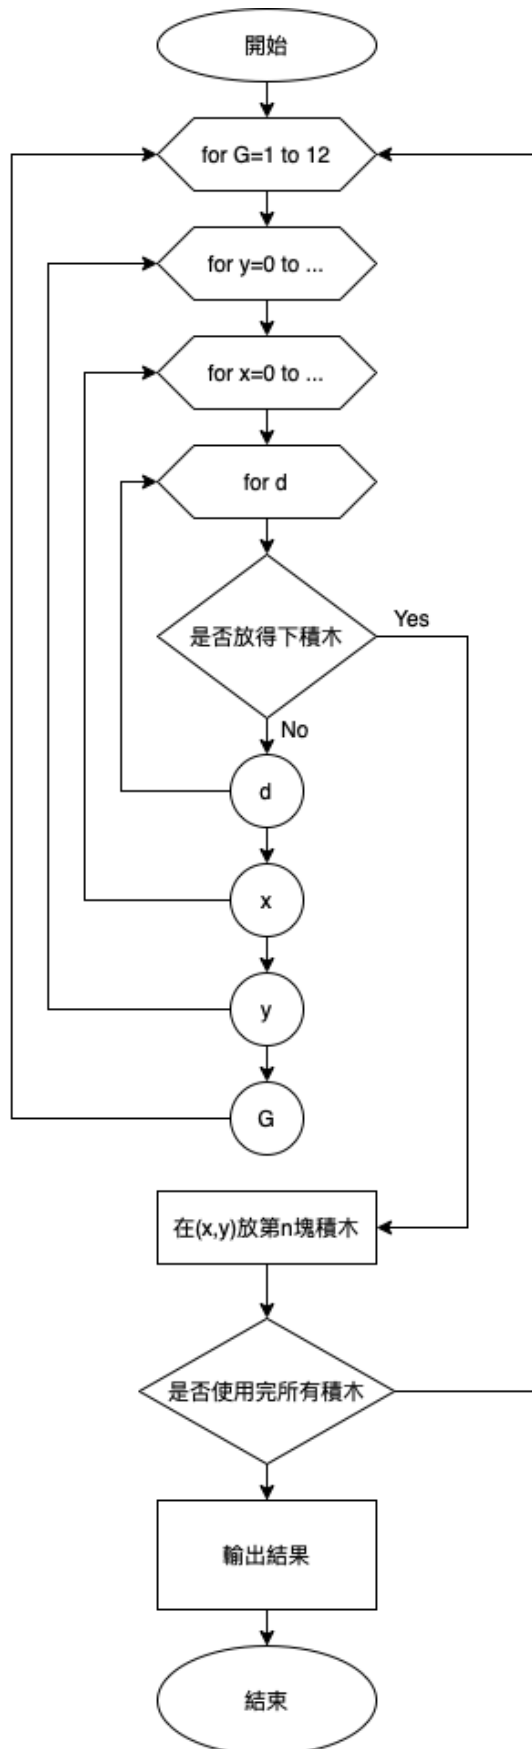 開始
for G=1 to 12
for y=0 to ...
for x=0 to ...
for d
是否放得下積木
Yes
No
d
x
y
G
在(x,y)放第n塊積木
是否使用完所有積木
輸出結果
結束